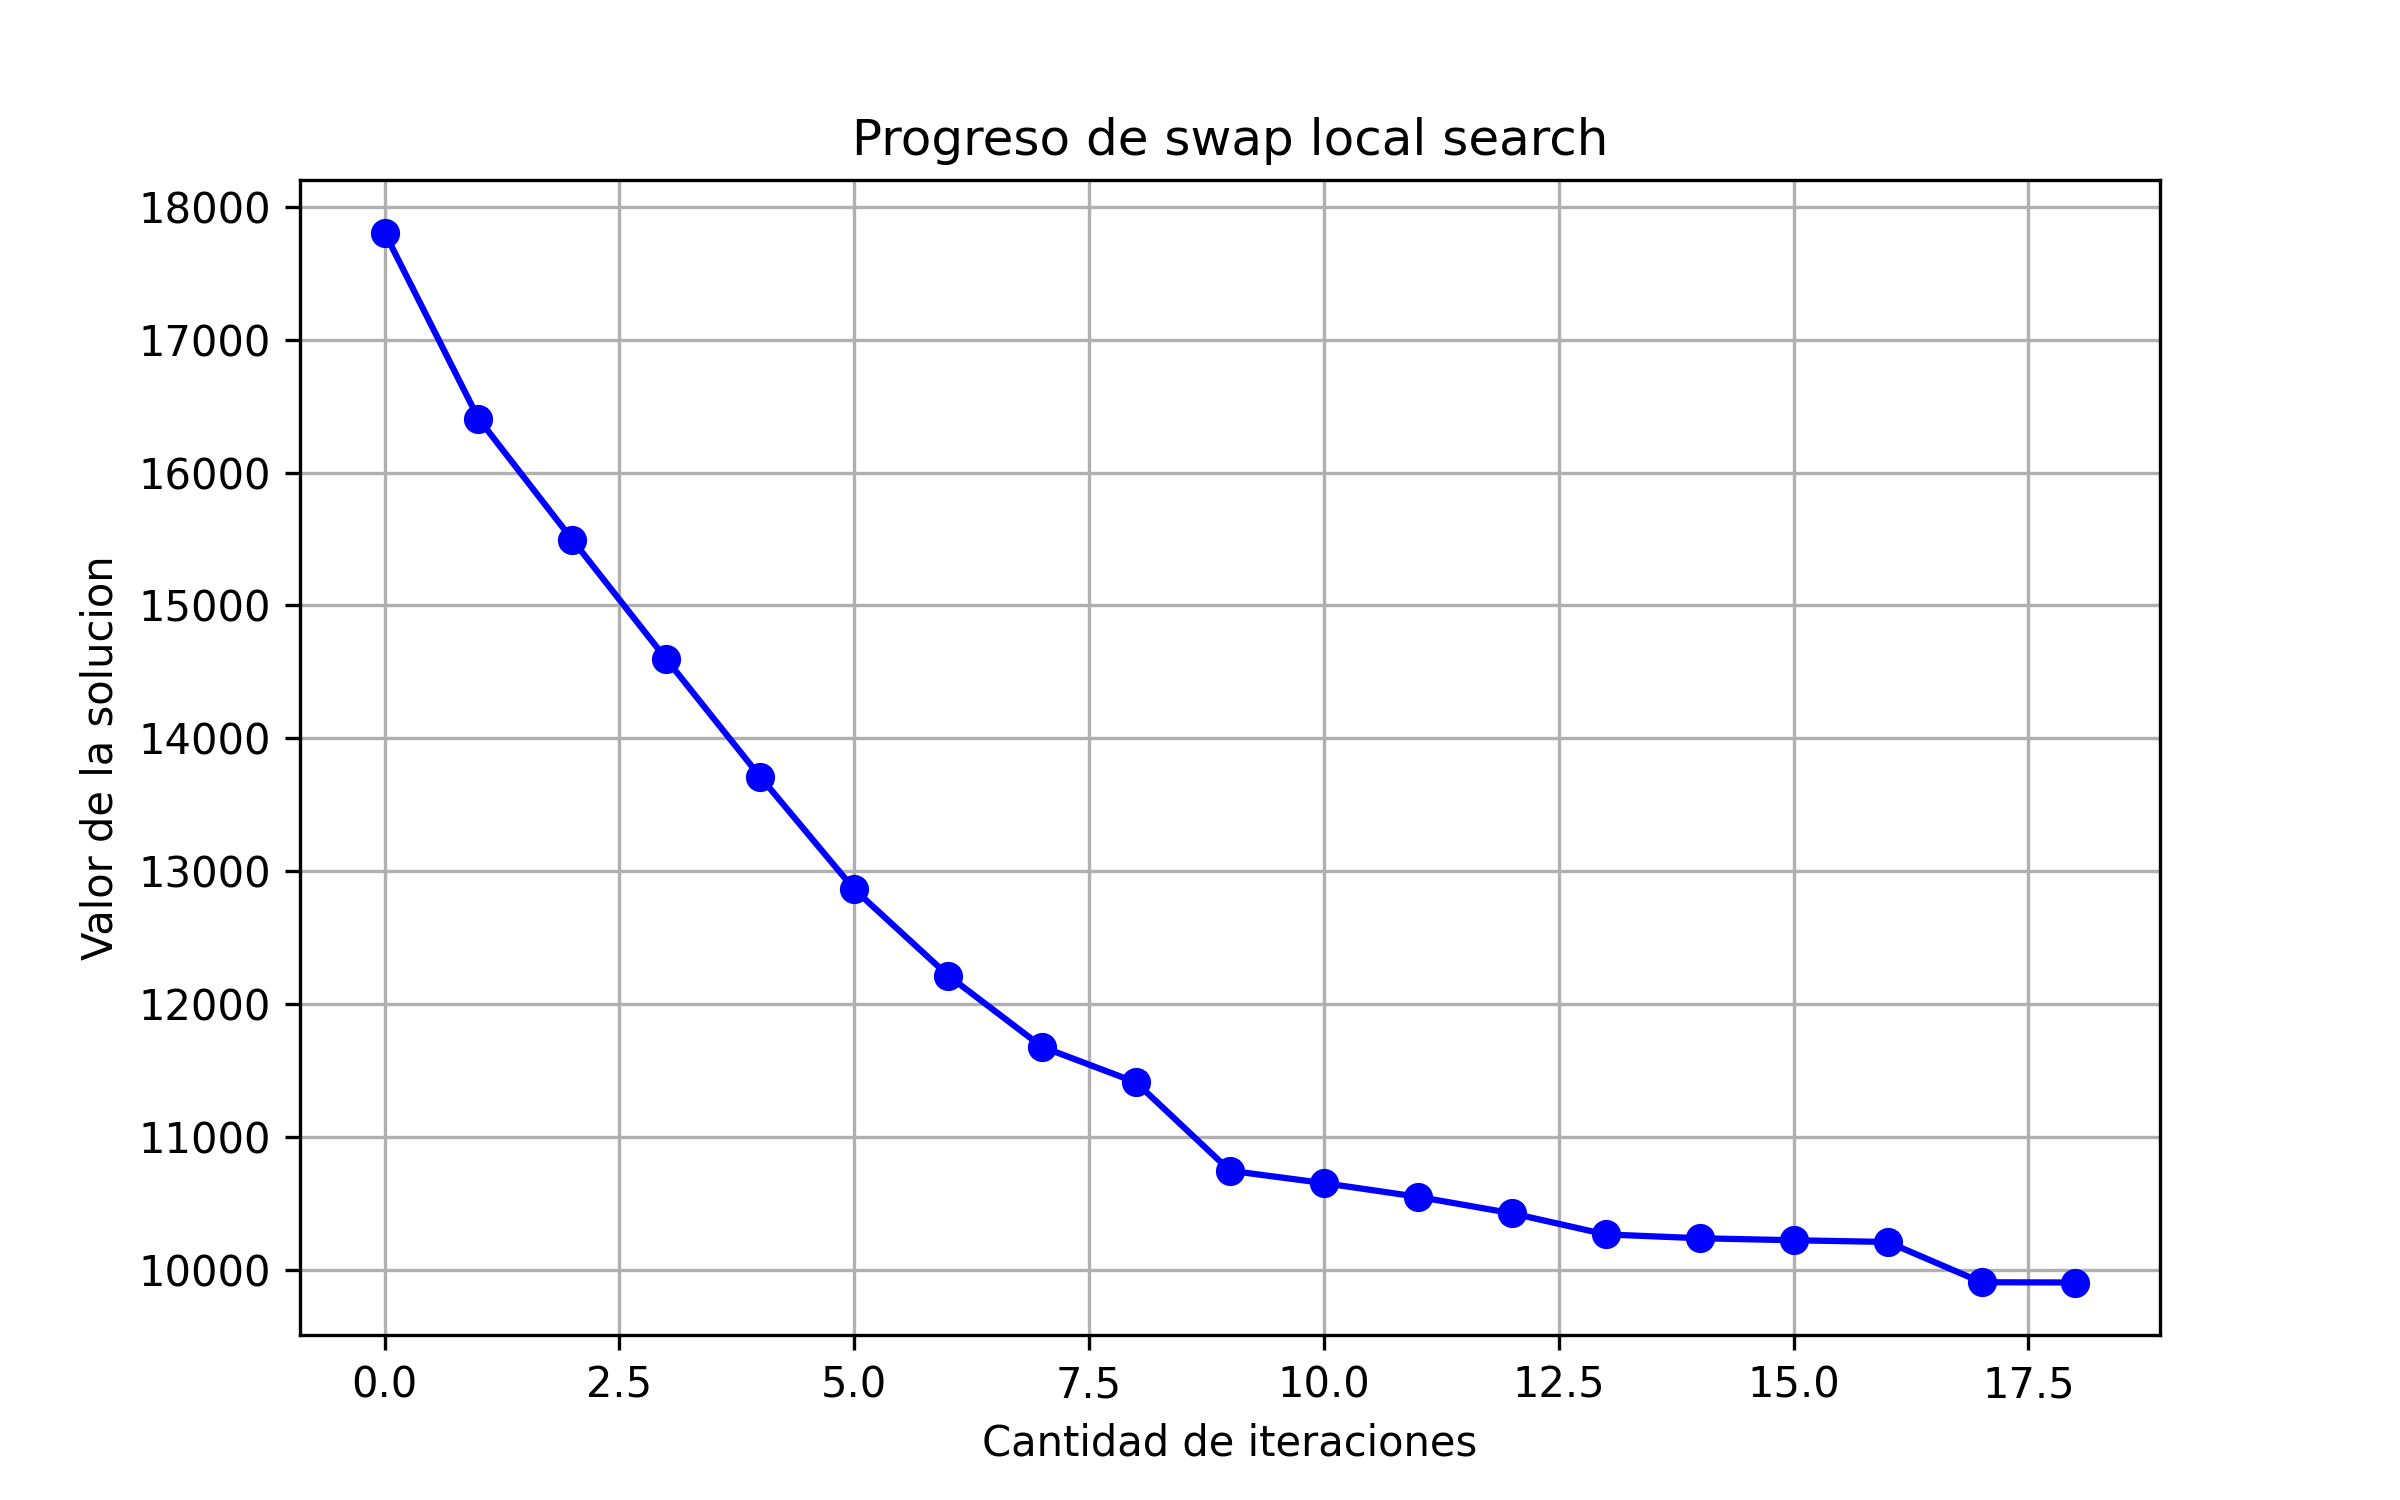 Progreso de swap local search
Valor de la solucion
18000
17000
16000
15000
14000
13000
12000
11000
10000
0.0 2.5 5.0 7.5 10.0 12.5 15.0 17.5
Cantidad de iteraciones